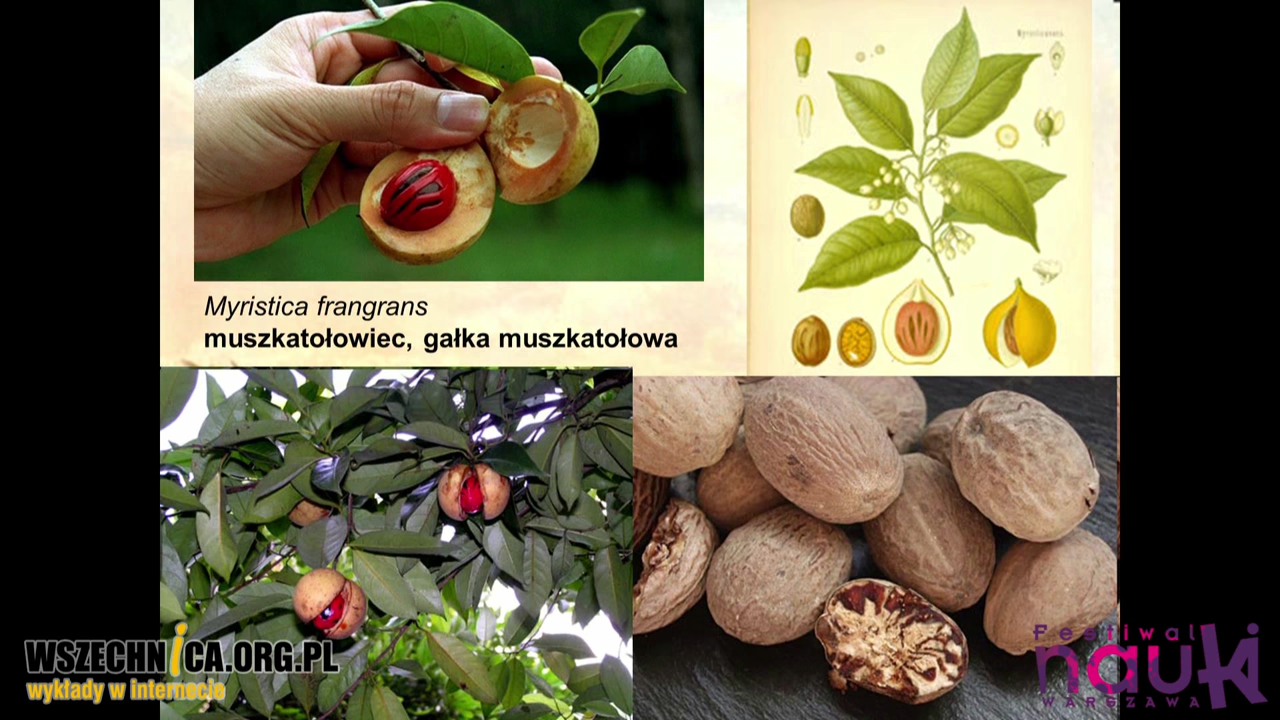 Myristica frangrans
muszkatołowiec, gałka muszkatołowa
WSZECHNiCA.ORG.PL
wykłady w internecie
Festiwal
nauki
WARSZAWA